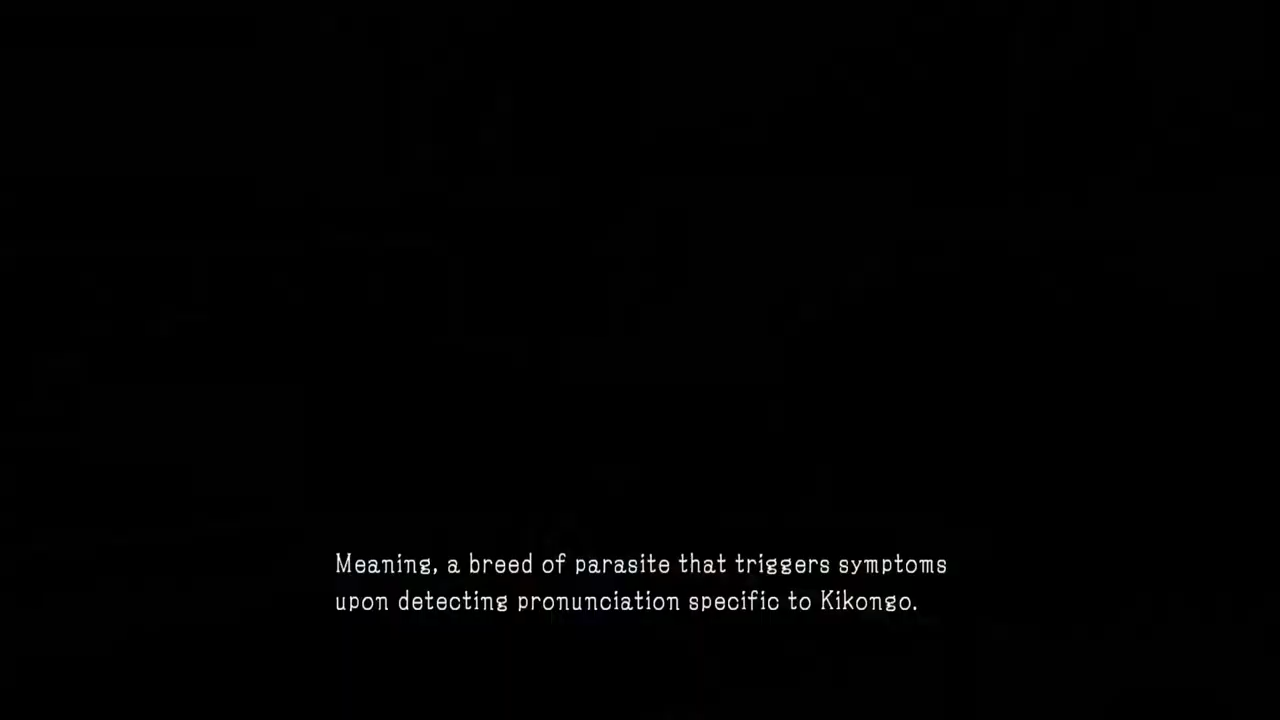 Meaning, a breed of parasite that triggers symptoms
upon detecting pronunciation specific to Kikongo.